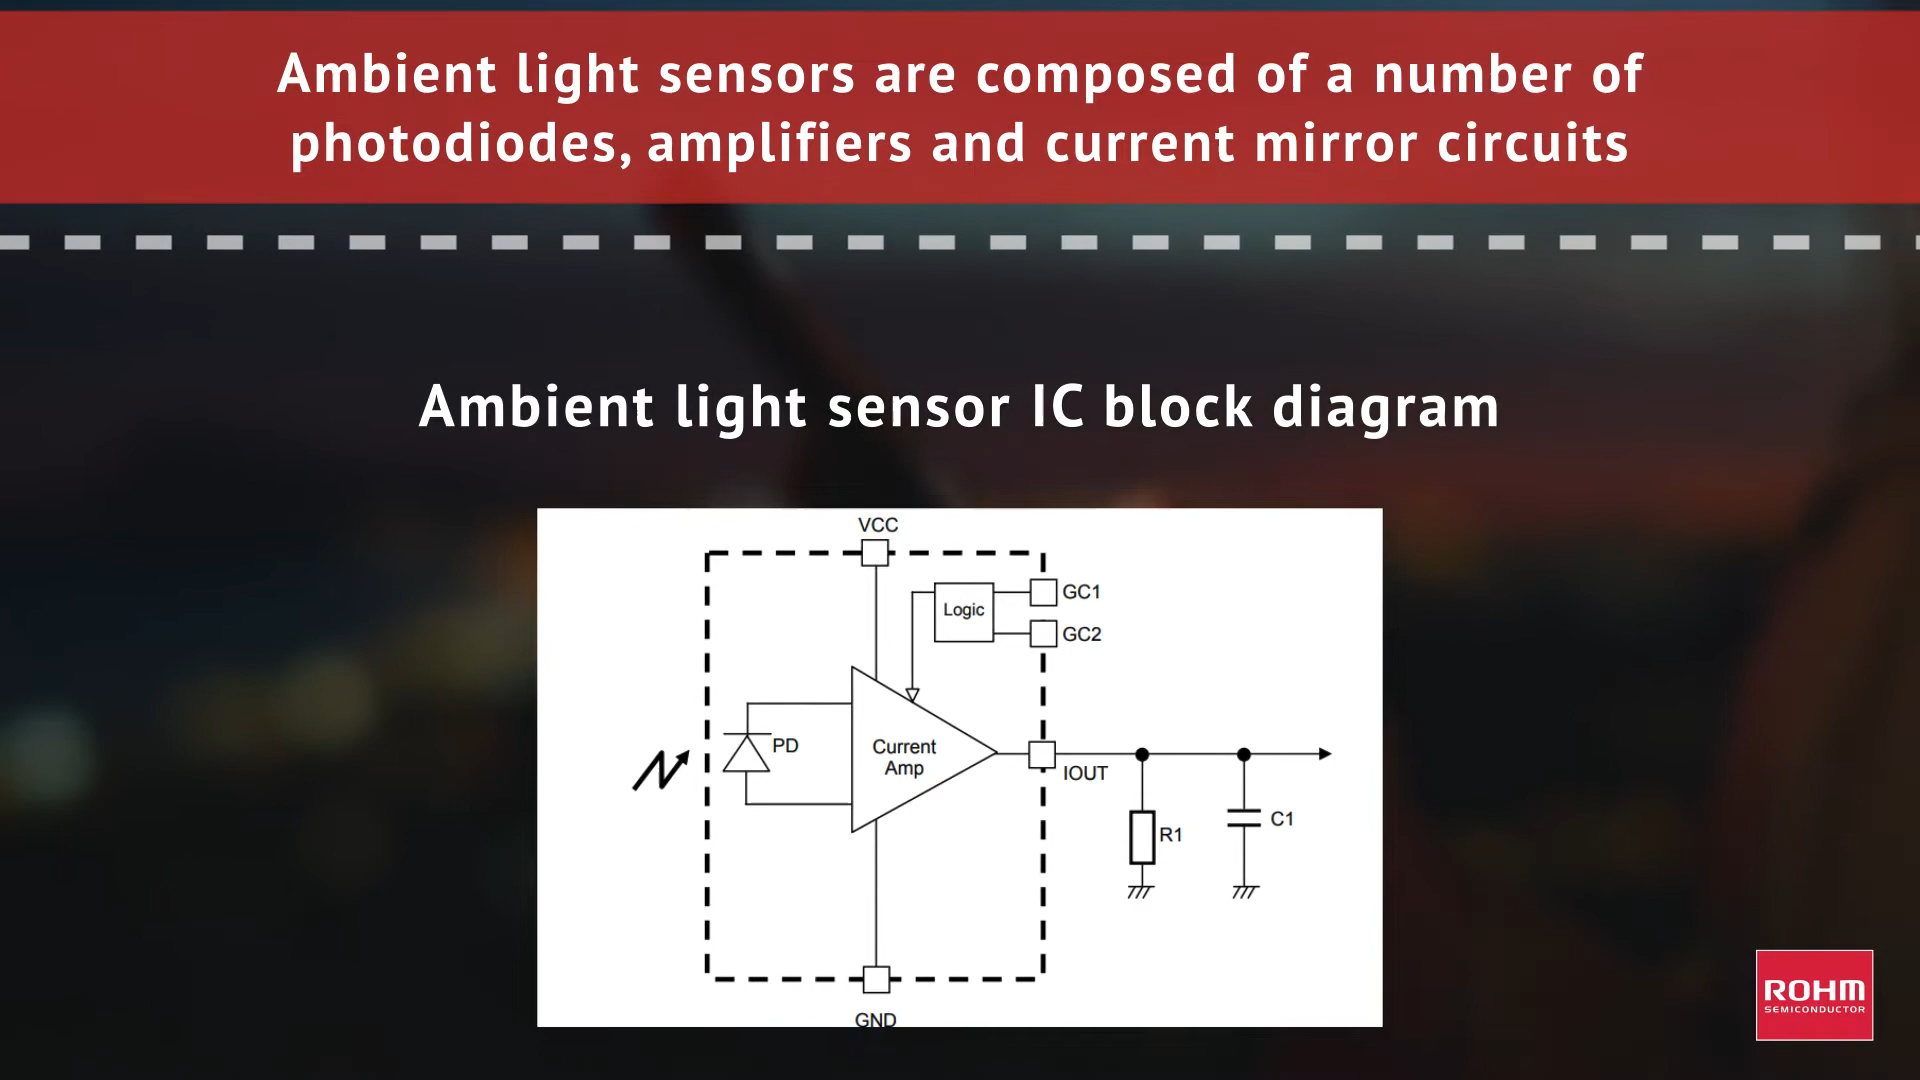 Ambient light sensors are composed of a number of
photodiodes, amplifiers and current mirror circuits
Ambient light sensor IC block diagram
VCC
GC1
Logic
GC2
PD
Current
Amp
IOUT
R1
C1
GND
ROHM
SEMICONDUCTOR